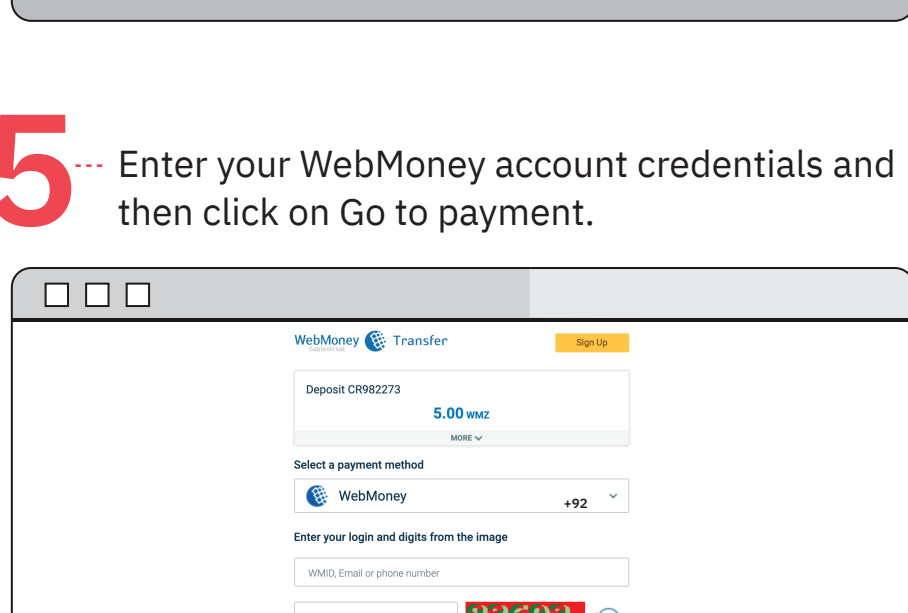 5
Enter your WebMoney account credentials and
then click on Go to payment.
WebMoney Transfer
Sapienti sat
Sign Up
Deposit CR982273
5.00 WMZ
MORE
Select a payment method
WebMoney
+92
Enter your login and digits from the image
WMID, Email or phone number